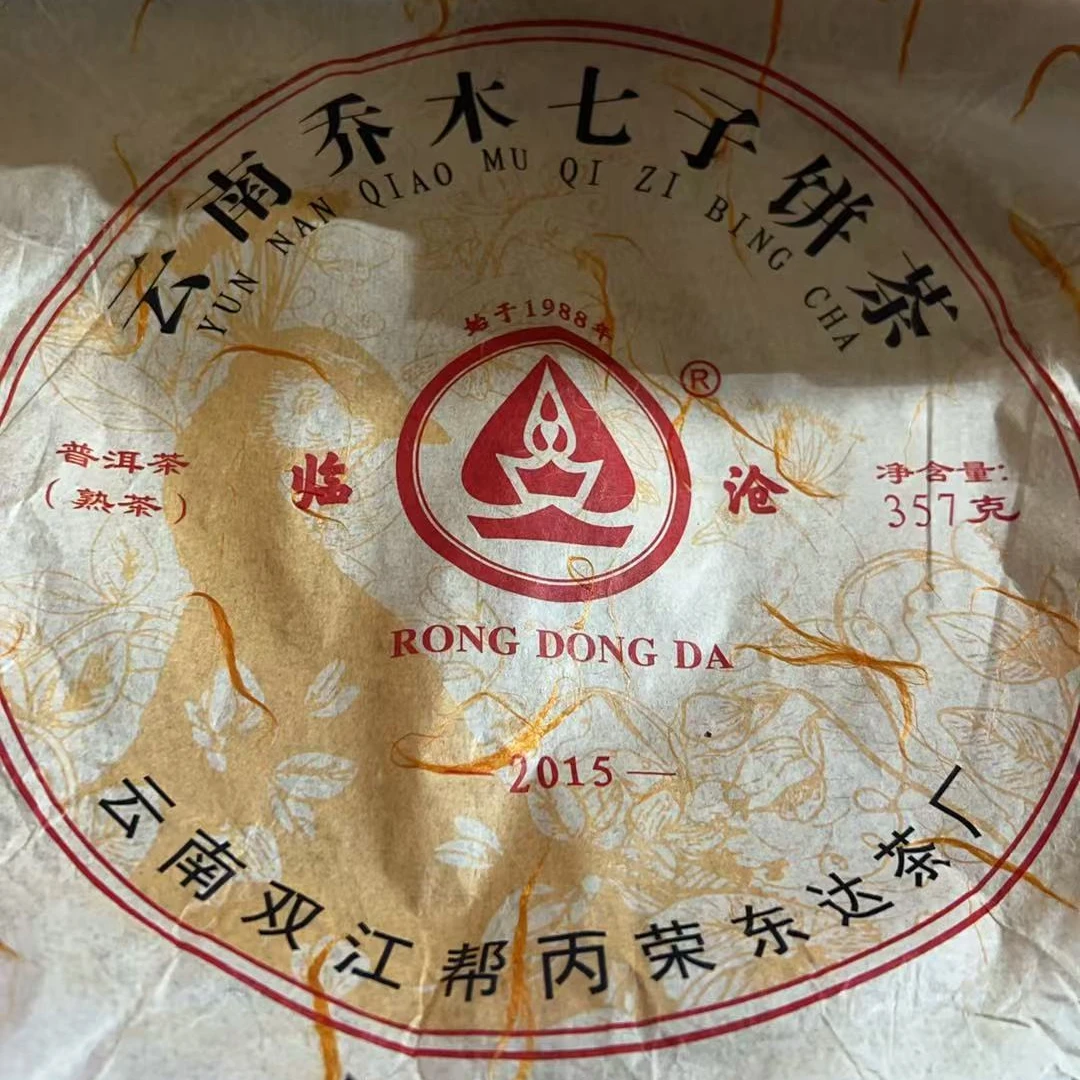 云南乔木七子饼茶
YUN NAN QIAO MU QI ZI BING CHA
始于1988年
®
普洱茶
（熟茶）
临
沧
净含量:
357克
RONG DONG DA
—2015—
云南双江帮丙荣东达茶厂